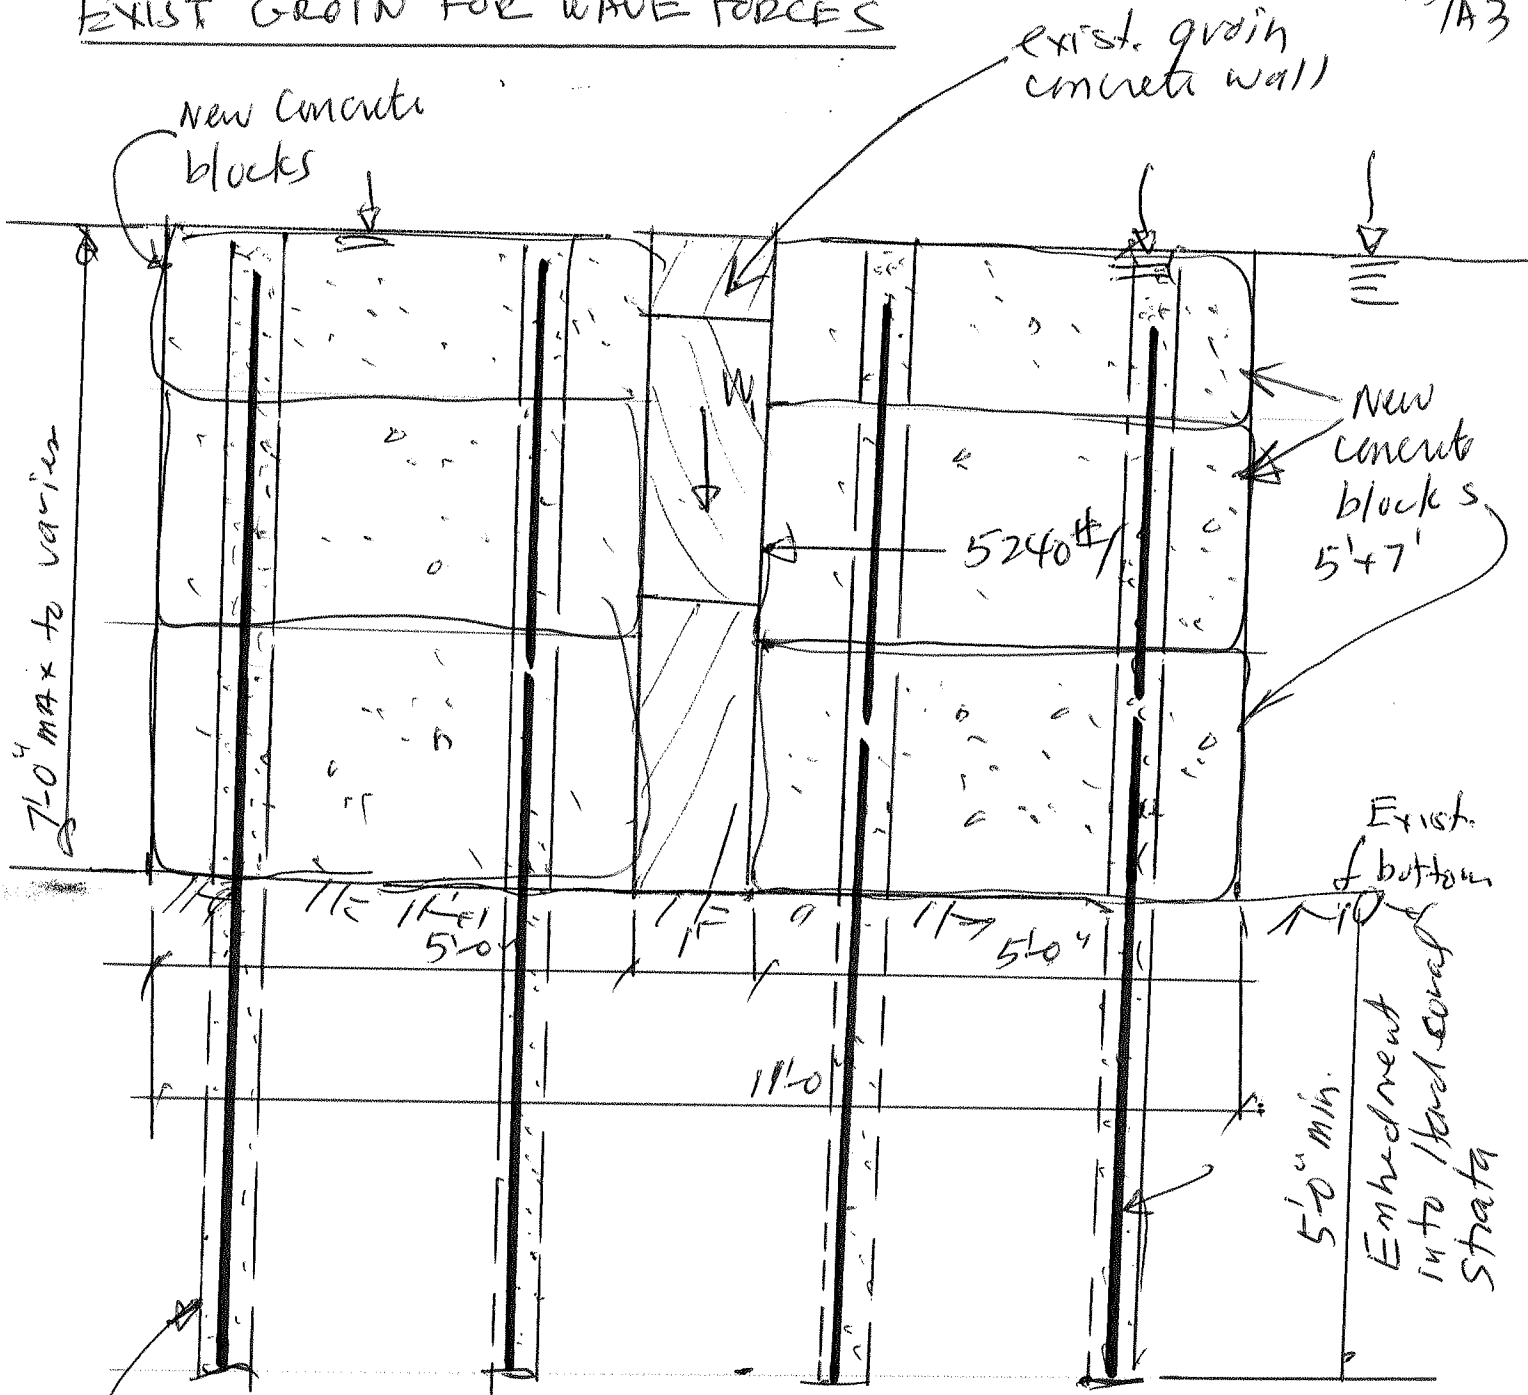 EXIST GROIN FOR WAVE FORCES
/A3
exist. groin
concrete wall
New Concrete
blocks
7'-0" max to varies
W
5240#/
New
concrete
blocks
5'x7'
Exist.
bottom
5'-0"
1'
5'-0"
11'-0
5'-0" min.
Embedment
into Hard coral
Strata